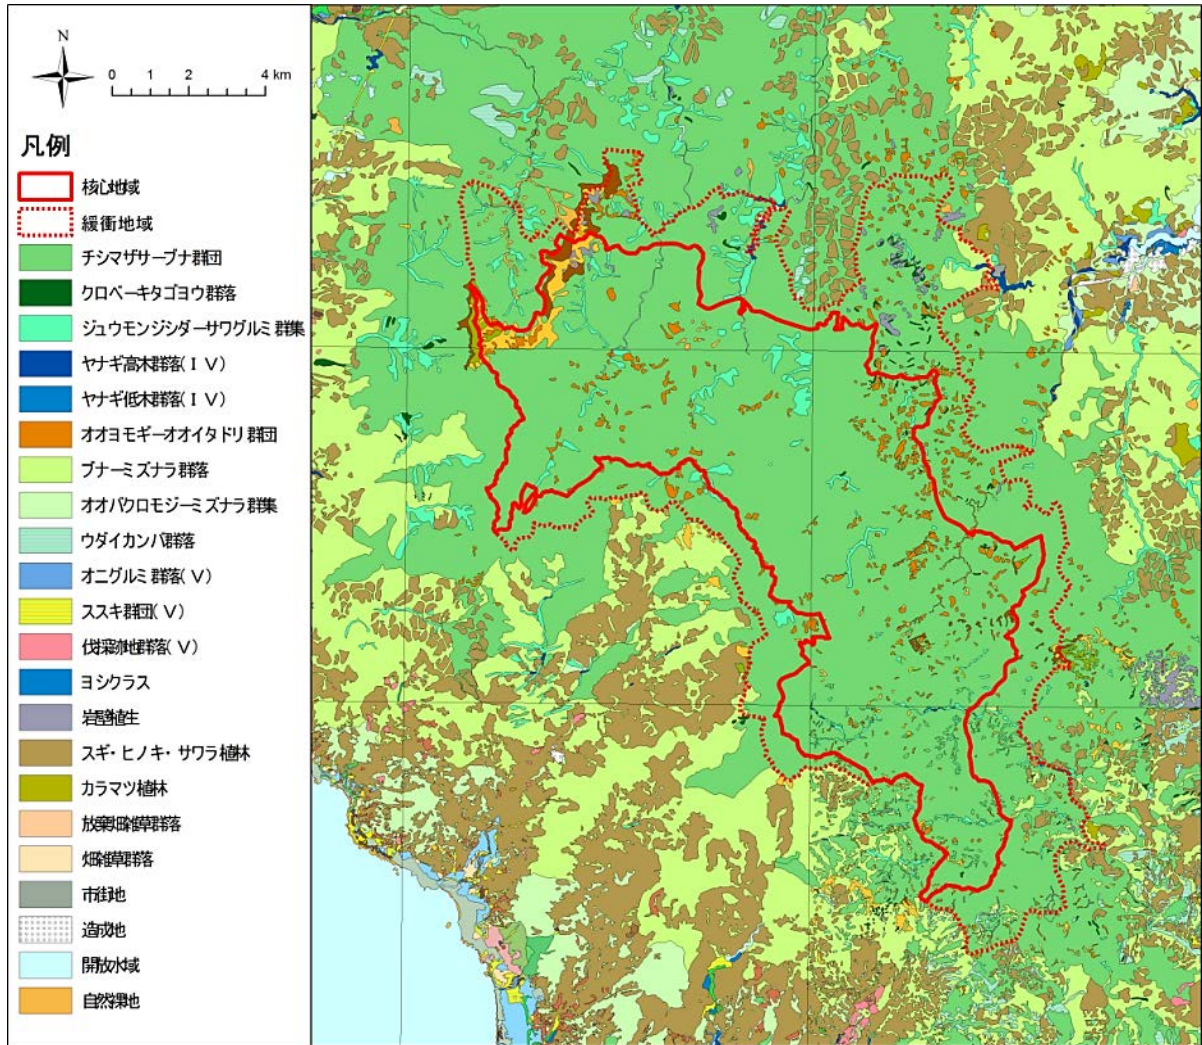 N
0 1 2 4 km
凡例
核心地域
緩衝地域
チシマザサーブナ群団
クロベーキタゴヨウ群落
ジュウモンジシダーサワグルミ群集
ヤナギ高木群落(ⅠⅤ)
ヤナギ低木群落(ⅠⅤ)
オオヨモギーオオイタドリ群団
ブナーミズナラ群落
オオバクロモジーミズナラ群集
ウダイカンバ群落
オニグルミ群落(Ⅴ)
ススキ群団(Ⅴ)
伐採跡地群落(Ⅴ)
ヨシクラス
岩壁植生
スギ・ヒノキ・サワラ植林
カラマツ植林
放棄畑雑草群落
畑雑草群落
市街地
造成地
開放水域
自然裸地